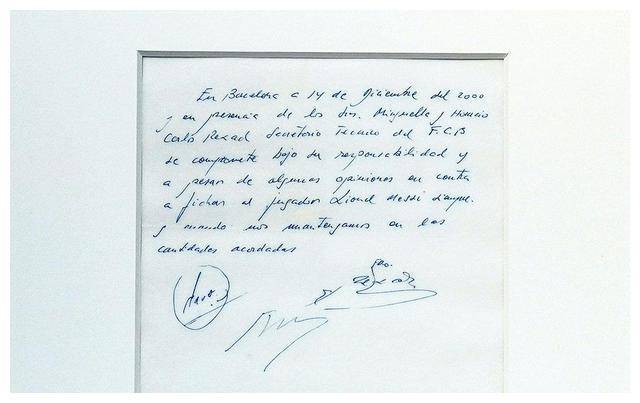 En Barcelona a 14 de Diciembre del 2000
y en presencia de los Srs. Minguella y Horacio
Carlos Rexach Secretario Técnico del F.C.B
se compromete bajo su responsabilidad y
a pesar de algunas opiniones en contra
a fichar al jugador Lionel Messi siempre
y cuando nos mantengamos en las
cantidades acordadas